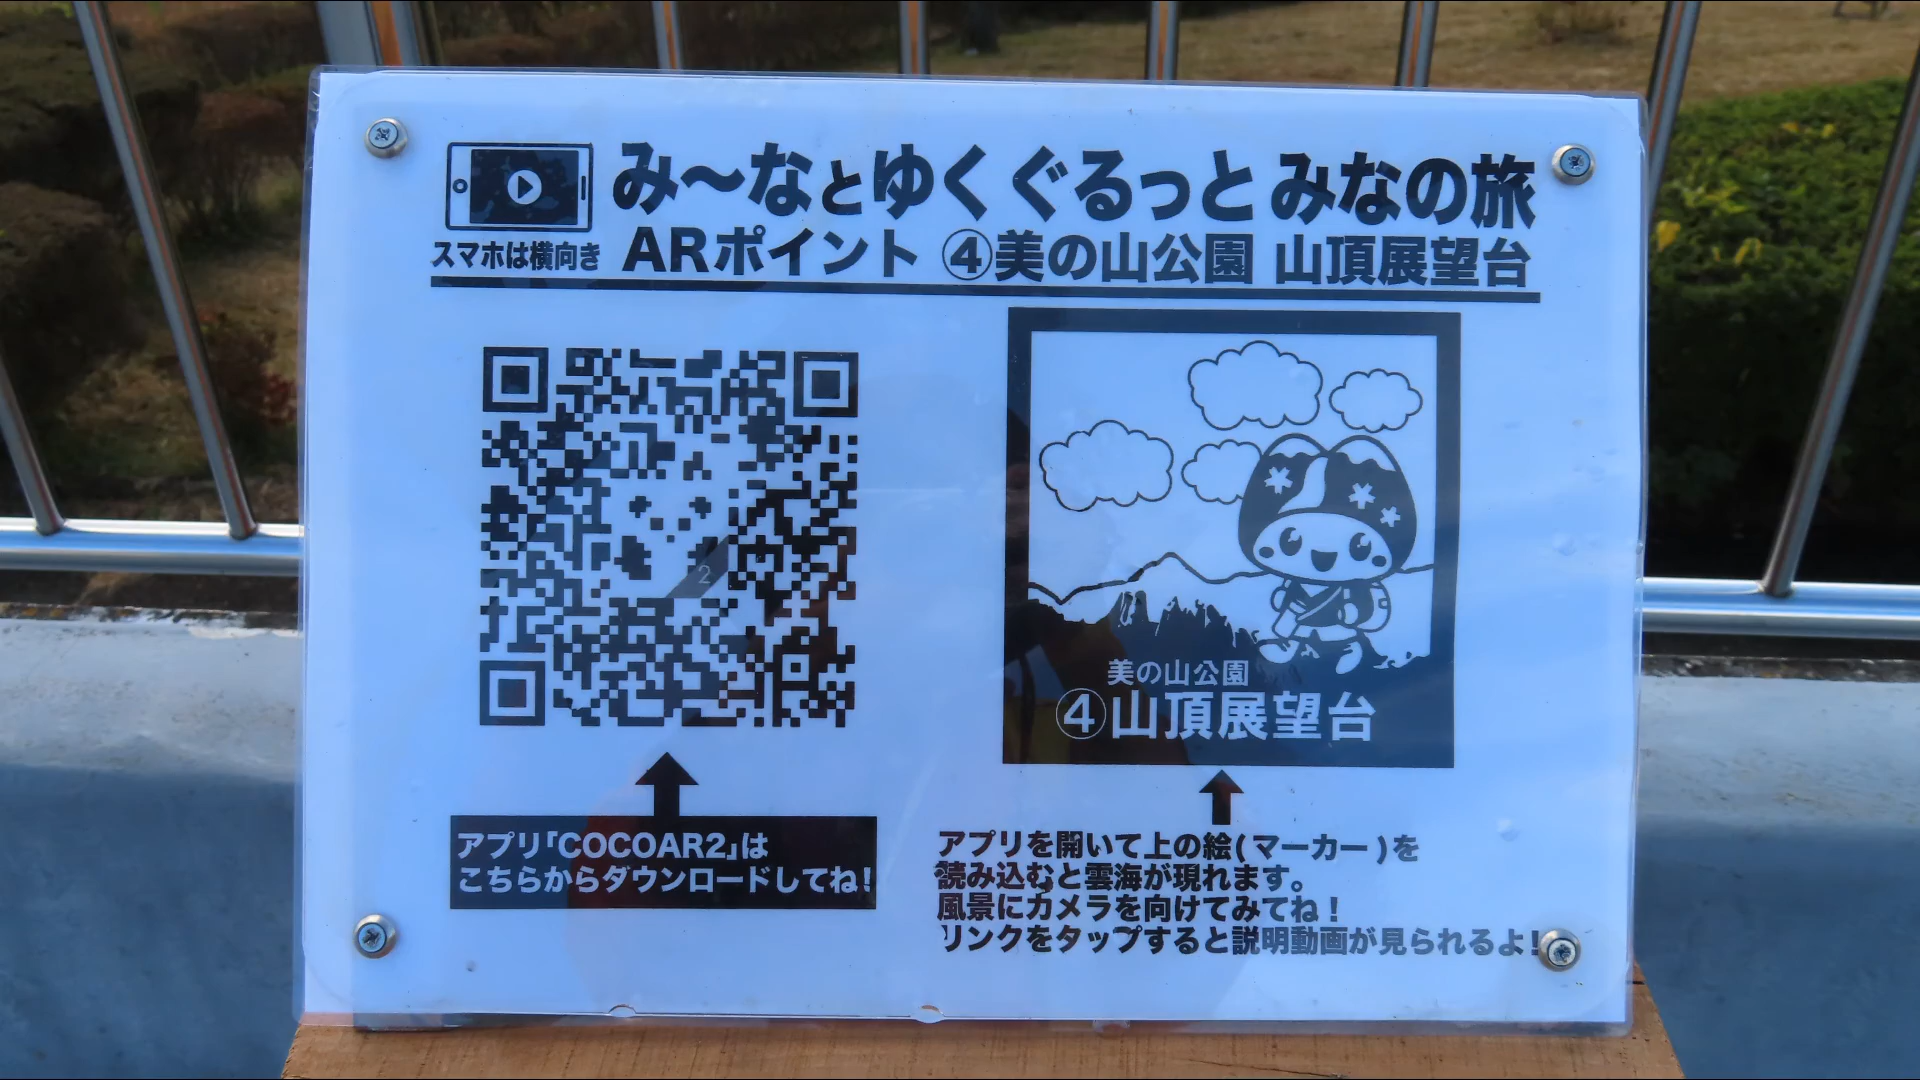 み〜なとゆくぐるっと みなの旅
スマホは横向き
ARポイント ④美の山公園 山頂展望台
2
美の山公園
④山頂展望台
アプリ「COCOAR2」は
こちらからダウンロードしてね!
アプリを開いて上の絵(マーカー)を
読み込むと雲海が現れます。
風景にカメラを向けてみてね!
リンクをタップすると説明動画が見られるよ!